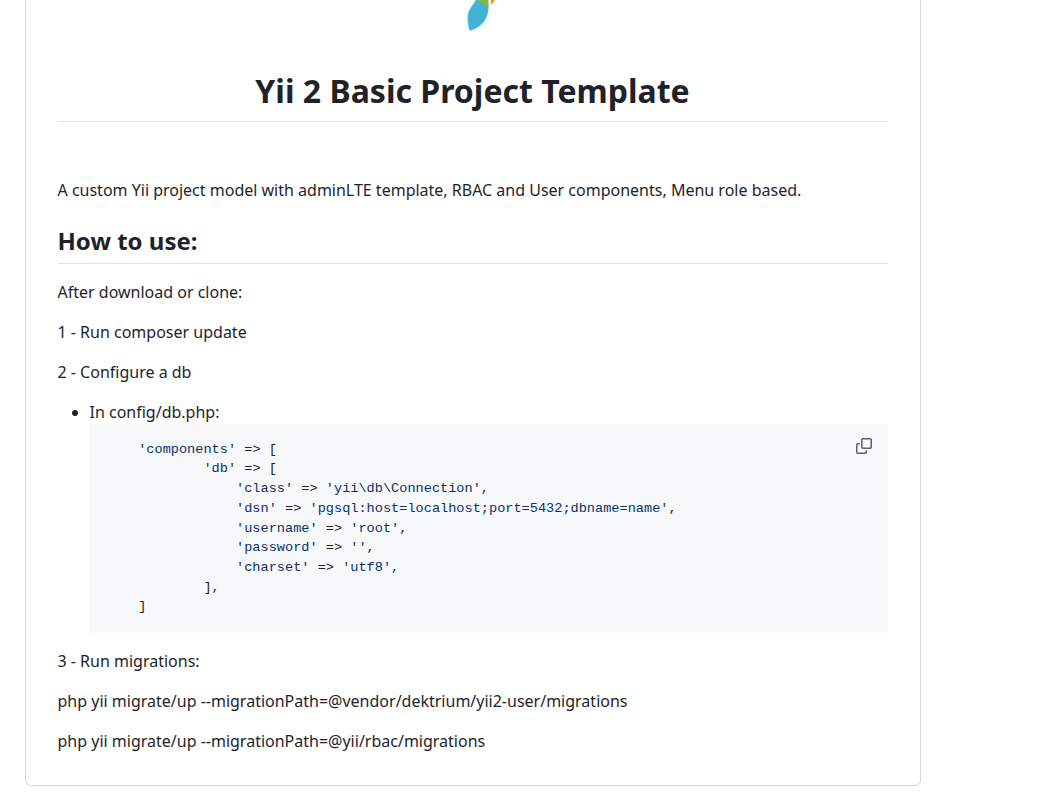 Yii 2 Basic Project Template
A custom Yii project model with adminLTE template, RBAC and User components, Menu role based.
How to use:
After download or clone:
1 - Run composer update
2 - Configure a db
In config/db.php:
'components' => [
'db' => [
'class' => 'yii\db\Connection',
'dsn' => 'pgsql:host=localhost;port=5432;dbname=name',
'username' => 'root',
'password' => '',
'charset' => 'utf8',
],
]
3 - Run migrations:
php yii migrate/up --migrationPath=@vendor/dektrium/yii2-user/migrations
php yii migrate/up --migrationPath=@yii/rbac/migrations